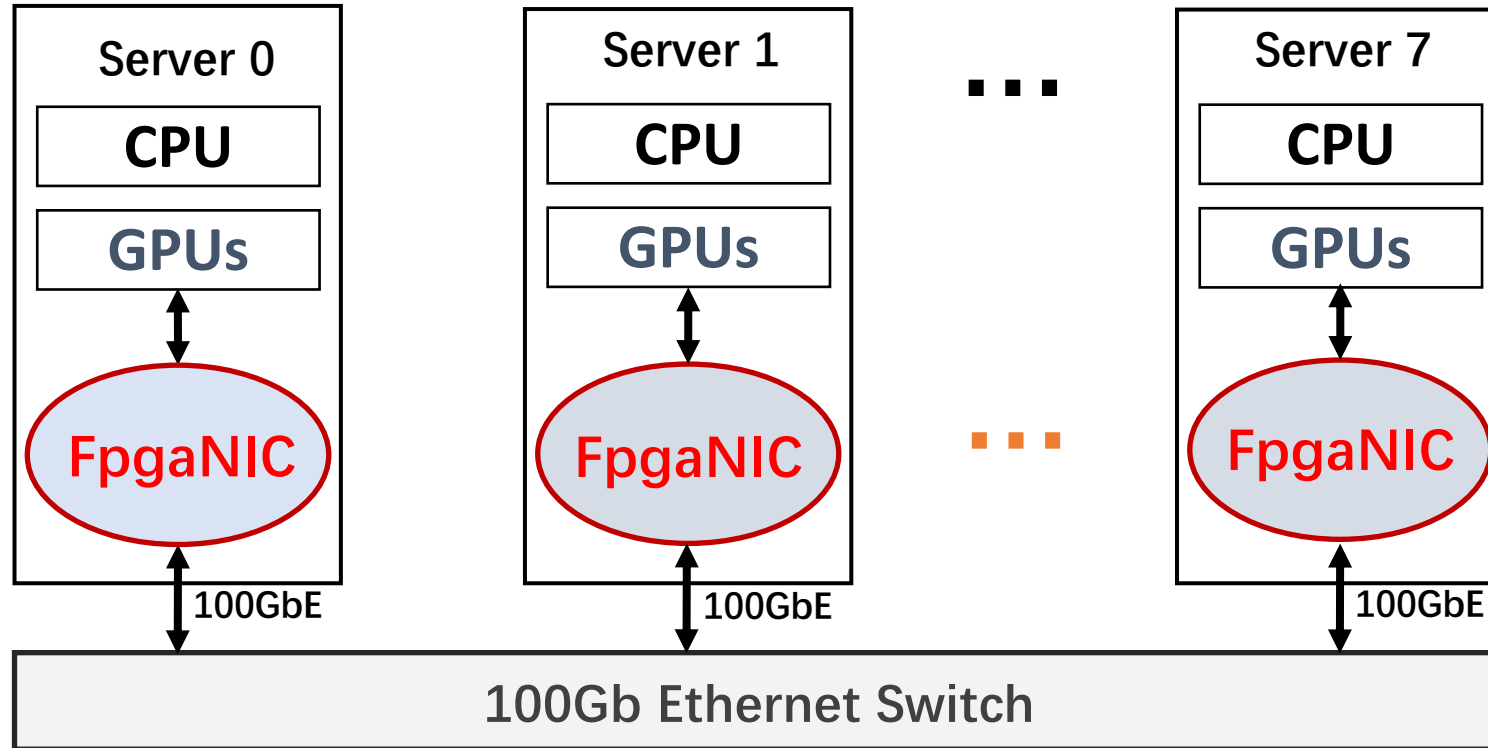 Server 0
CPU
GPUs
FpgaNIC
100GbE
Server 1
CPU
GPUs
FpgaNIC
100GbE
...
...
Server 7
CPU
GPUs
FpgaNIC
100GbE
100Gb Ethernet Switch